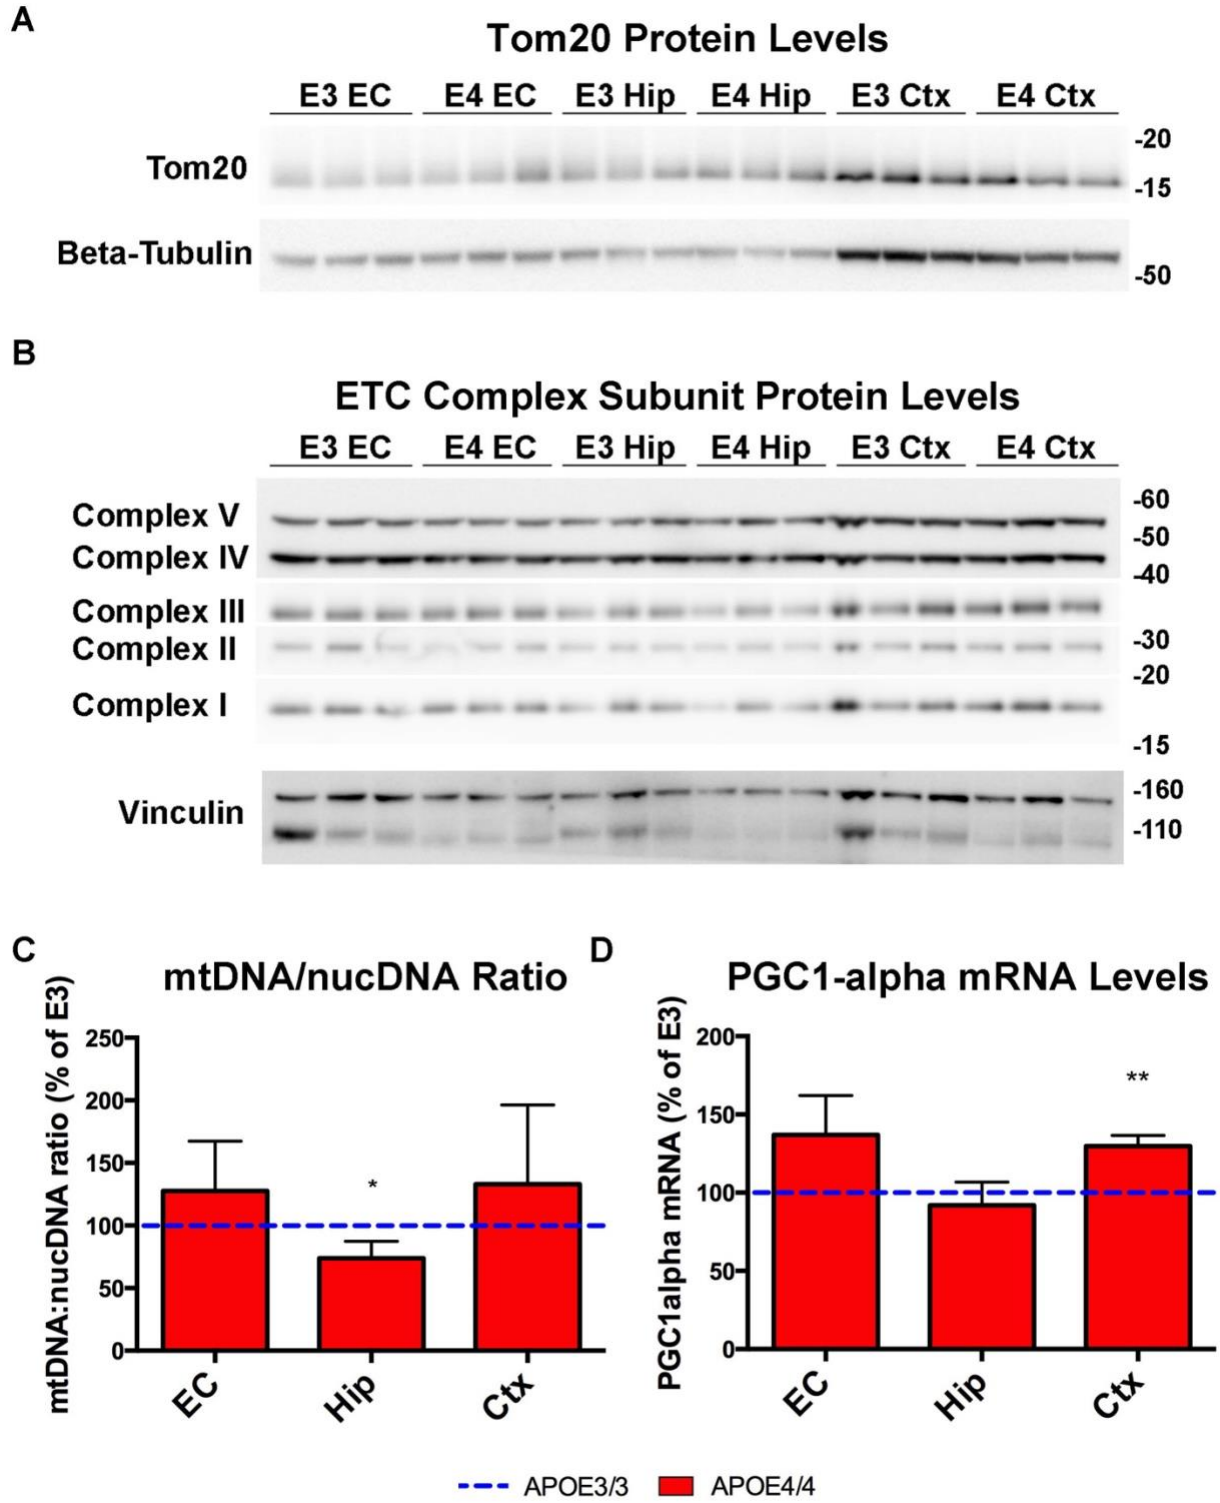 A
Tom20 Protein Levels
E3 EC E4 EC E3 Hip E4 Hip E3 Ctx E4 Ctx
Tom20
-20
-15
Beta-Tubulin
-50
B
ETC Complex Subunit Protein Levels
E3 EC E4 EC E3 Hip E4 Hip E3 Ctx E4 Ctx
Complex V
Complex IV
Complex III
Complex II
Complex I
-60
-50
-40
-30
-20
-15
Vinculin
-160
-110
C
mtDNA/nucDNA Ratio
mtDNA:nucDNA ratio (% of E3)
250
200
150
100
50
0
*
EC Hip Ctx
D
PGC1-alpha mRNA Levels
PGC1alpha mRNA (% of E3)
200
150
100
50
0
**
EC Hip Ctx
APOE3/3 APOE4/4